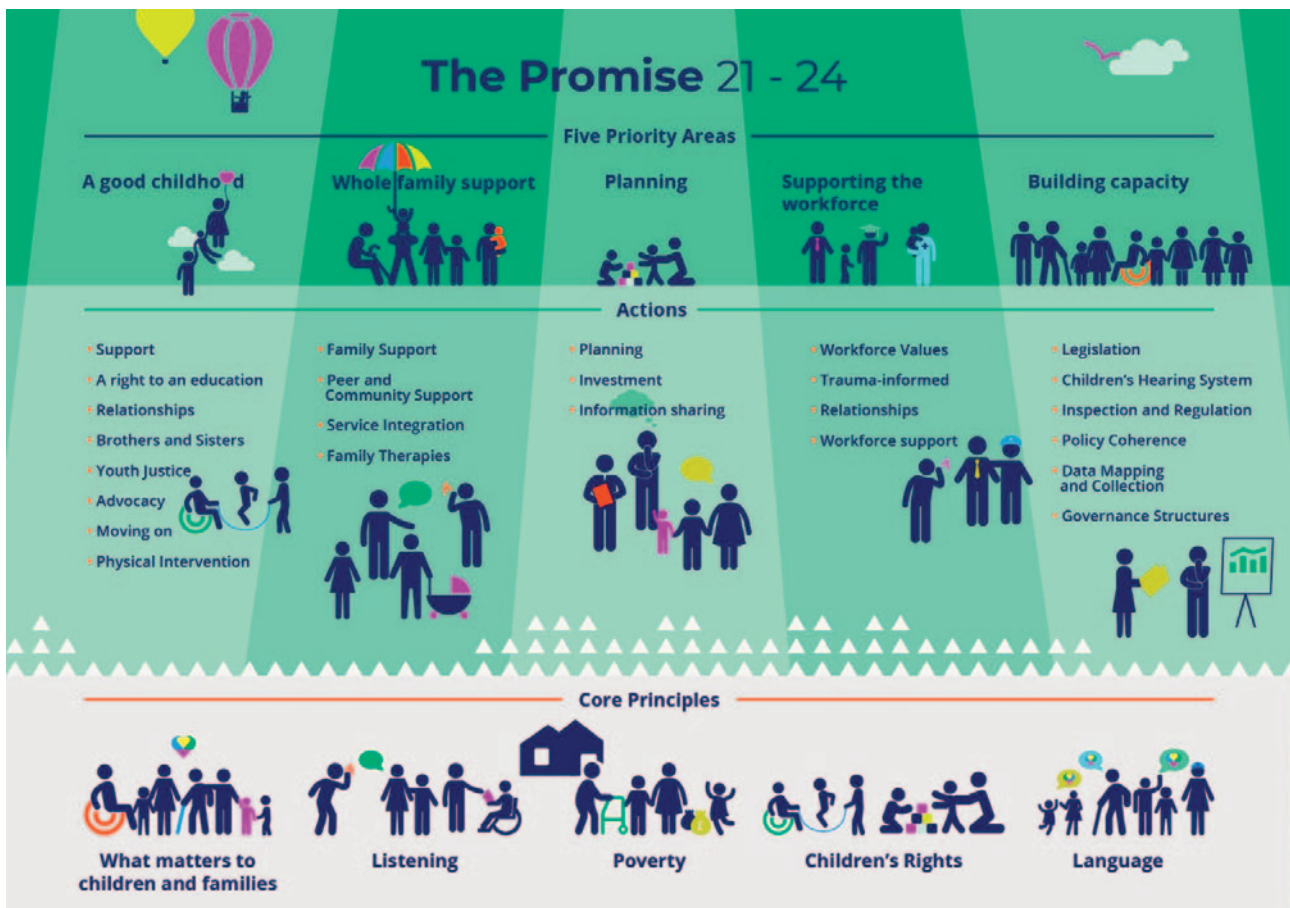 The Promise 21 - 24
Five Priority Areas
A good childhood
Whole family support
Planning
Supporting the
workforce
Building capacity
Actions
Support
A right to an education
Relationships
Brothers and Sisters
Youth Justice
Advocacy
Moving on
Physical Intervention
Family Support
Peer and
Community Support
Service Integration
Family Therapies
Planning
Investment
Information sharing
Workforce Values
Trauma-informed
Relationships
Workforce support
Legislation
Children's Hearing System
Inspection and Regulation
Policy Coherence
Data Mapping
and Collection
Governance Structures
Core Principles
What matters to
children and families
Listening
Poverty
Children's Rights
Language